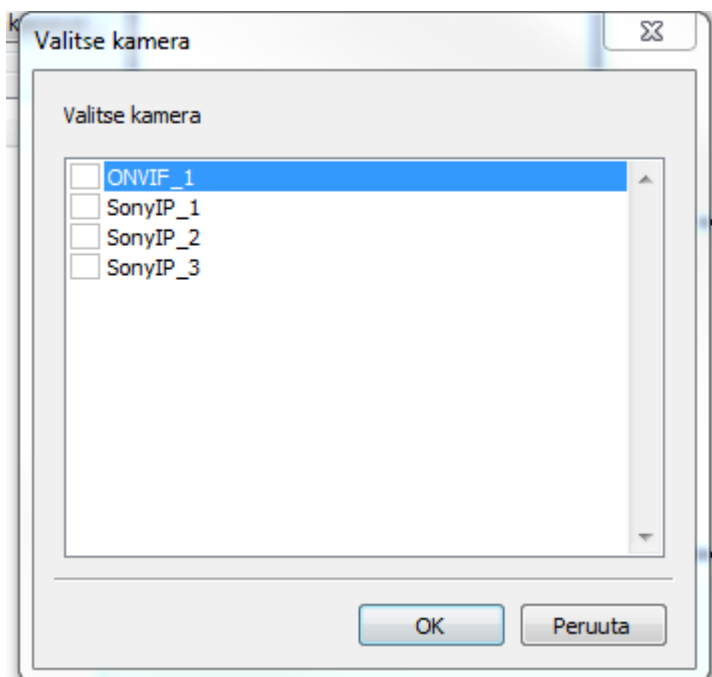 Valitse kamera
Valitse kamera
ONVIF_1
SonyIP_1
SonyIP_2
SonyIP_3
OK Peruuta